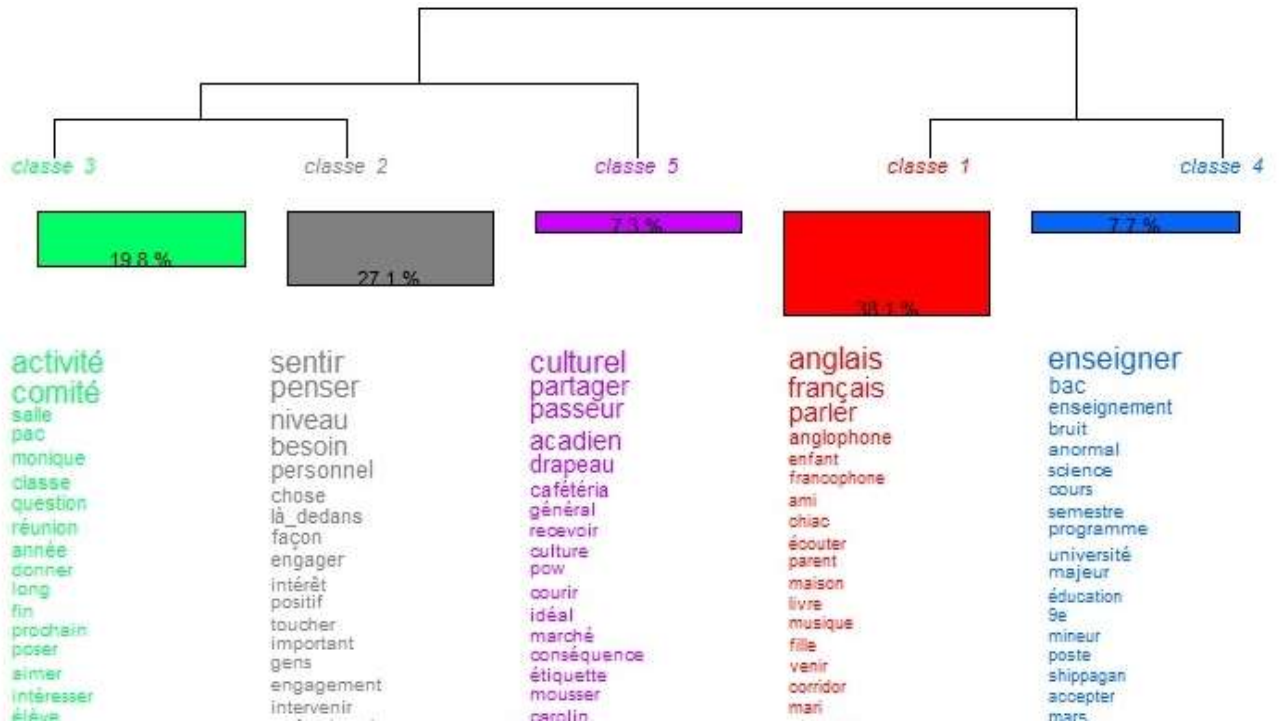 classe 3
classe 2
classe 5
classe 1
classe 4
19.8 %
27.1 %
7.3 %
38.1 %
7.7 %
activité
comité
salle
pac
monique
classe
question
réunion
année
donner
long
fin
prochain
poser
aimer
intéresser
élève
sentir
penser
niveau
besoin
personnel
chose
là_dedans
façon
engager
intérêt
positif
toucher
important
gens
engagement
intervenir
culturel
partager
passeur
acadien
drapeau
cafétéria
général
recevoir
culture
pow
courir
idéal
marché
conséquence
étiquette
mousser
carolin
anglais
français
parler
anglophone
enfant
francophone
ami
chiac
écouter
parent
maison
livre
musique
fille
venir
corridor
mari
enseigner
bac
enseignement
bruit
anormal
science
cours
semestre
programme
université
majeur
éducation
9e
mineur
poste
shippagan
accepter
mars